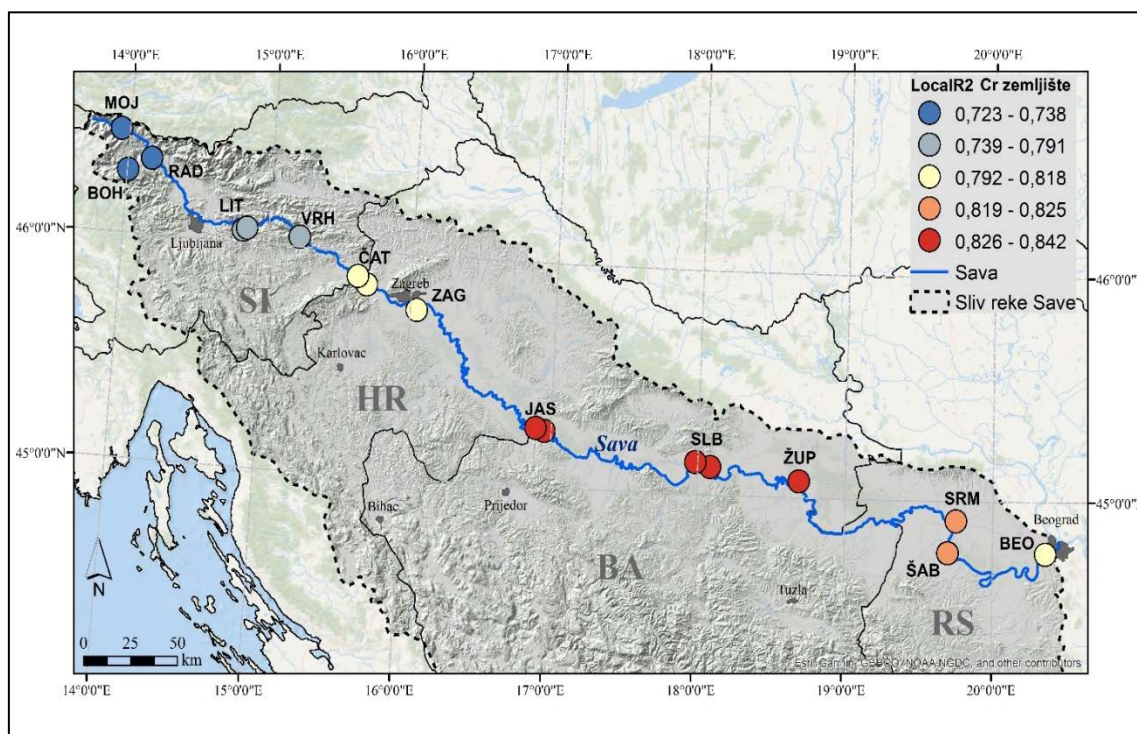 14°0'0"E 15°0'0"E 16°0'0"E 17°0'0"E 18°0'0"E 19°0'0"E 20°0'0"E
LocalR2 Cr zemljište
0,723 - 0,738
0,739 - 0,791
0,792 - 0,818
0,819 - 0,825
0,826 - 0,842
Sava
Sliv reke Save
MOJ
RAD
BOH
LIT
VRH
Ljubljana
46°0'0"N
46°0'0"N
ČAT
Zagreb
ZAG
SI
Karlovac
HR
JAS
Sava
SLB
ŽUP
45°0'0"N
45°0'0"N
SRM
Beograd
BEO
ŠAB
Bihac
Prijedor
BA
Tuzla
RS
N
0 25 50
km
Esri, Garmin, GEBCO, NOAA NGDC, and other contributors
14°0'0"E 15°0'0"E 16°0'0"E 17°0'0"E 18°0'0"E 19°0'0"E 20°0'0"E